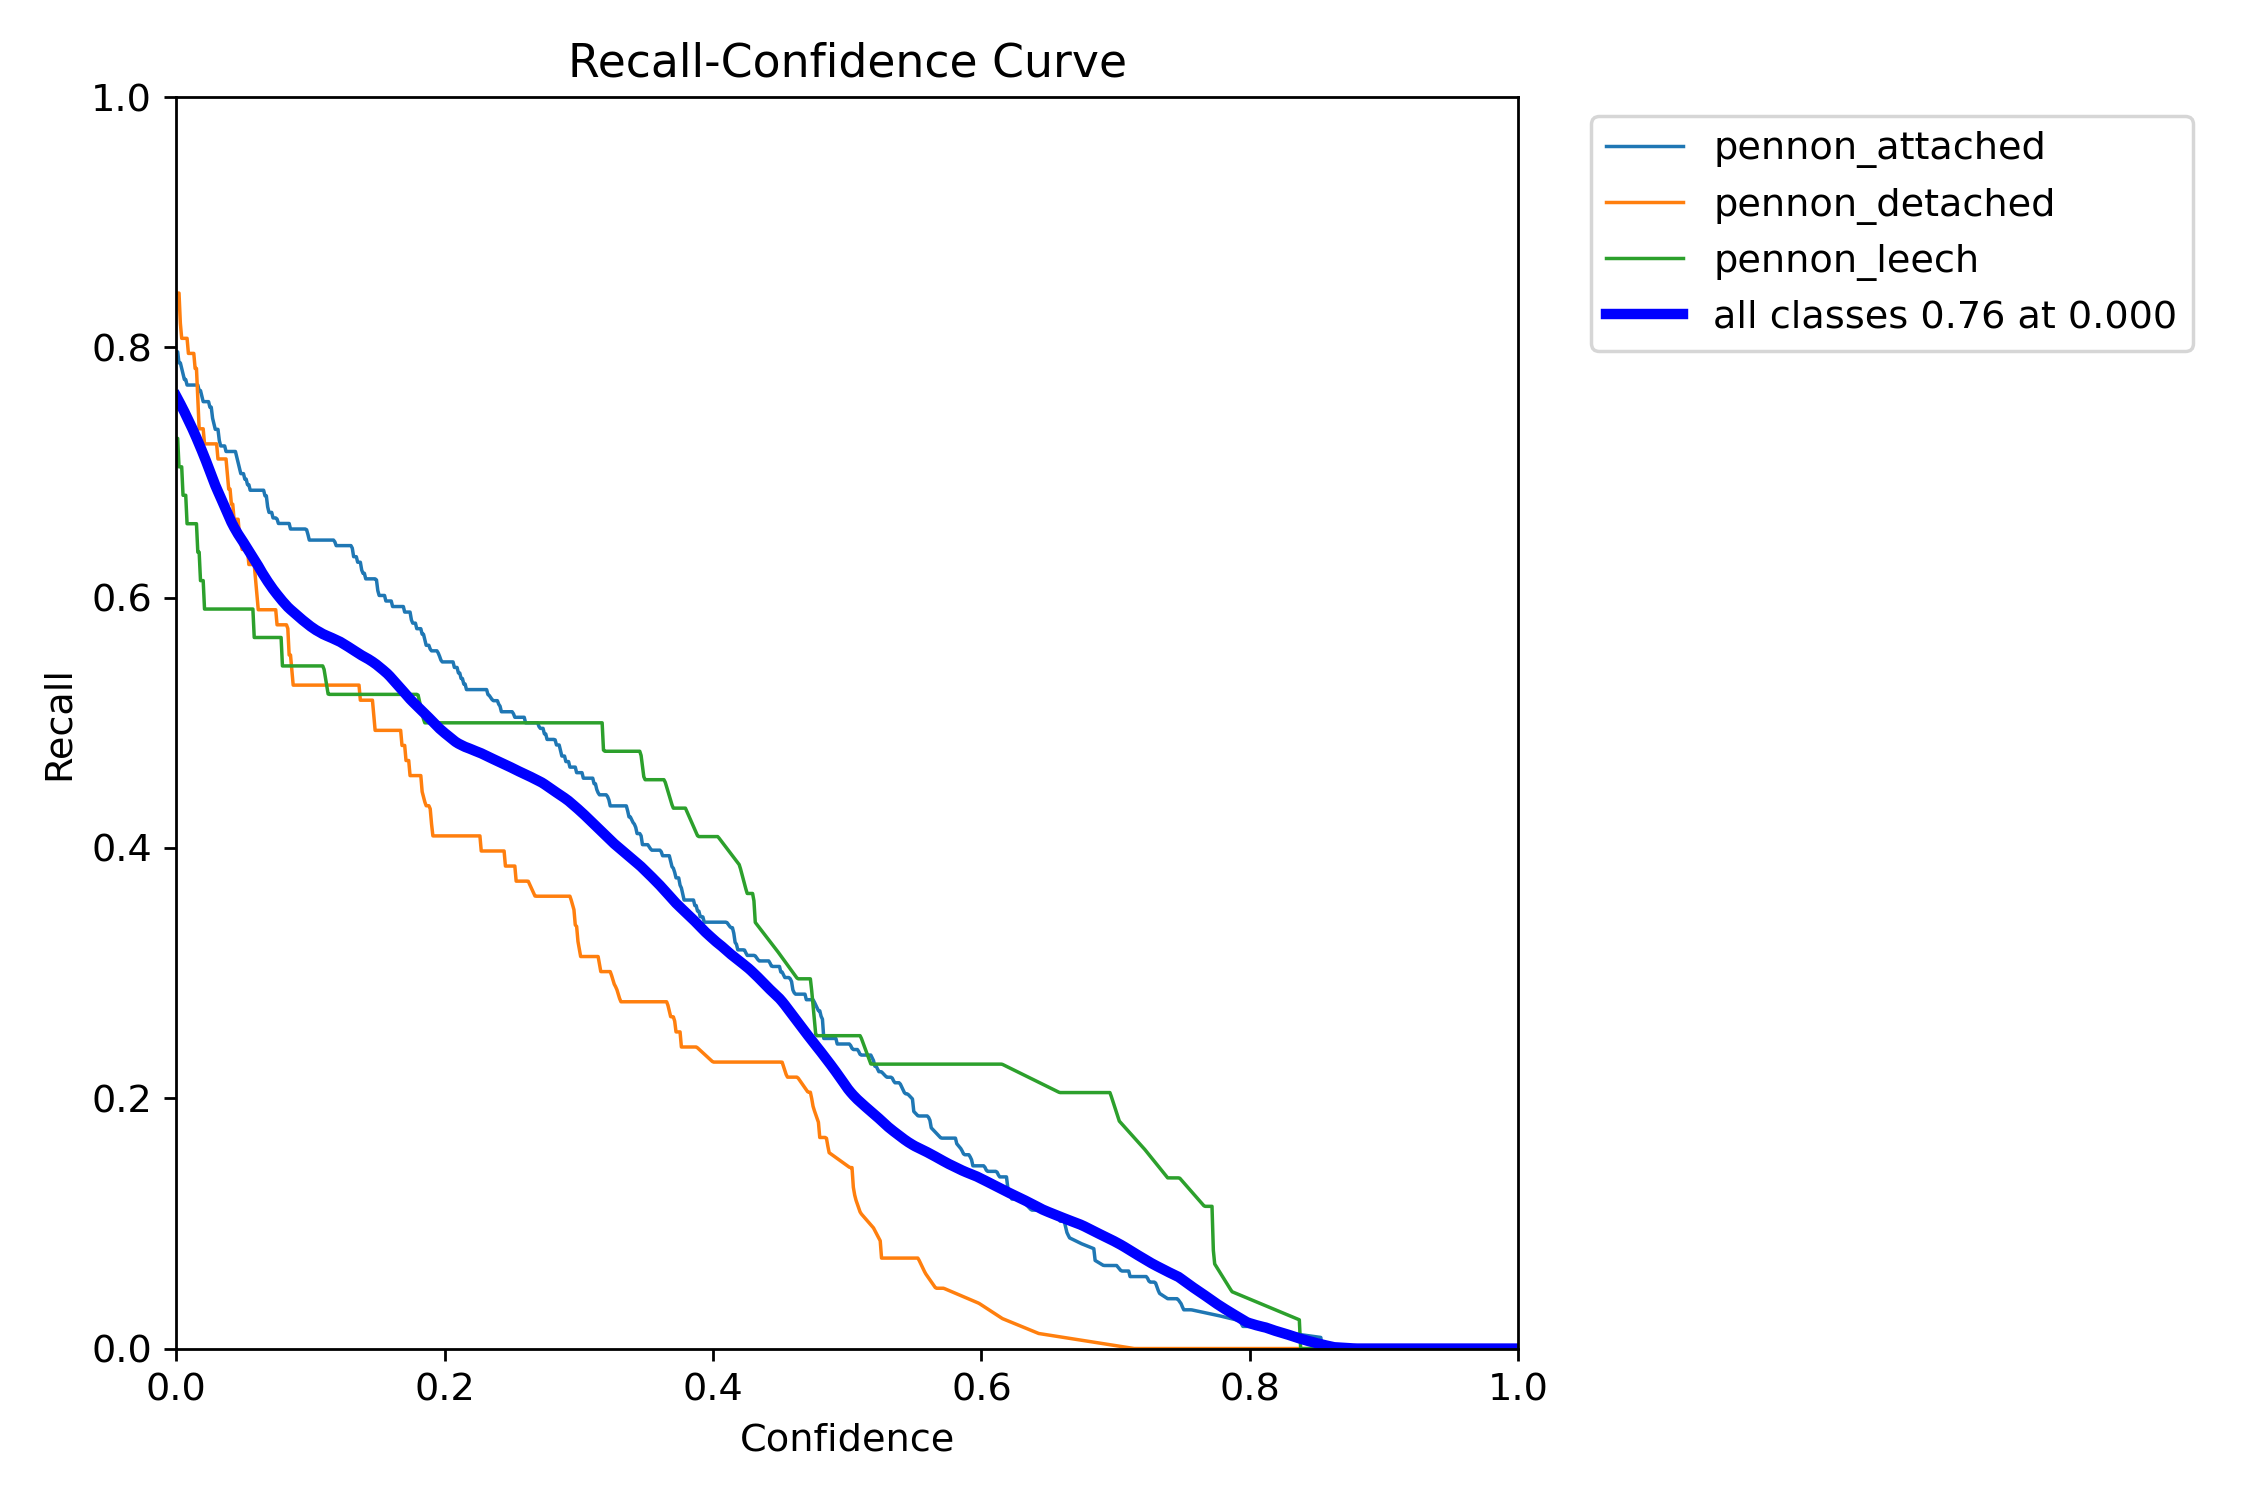 Recall-Confidence Curve
1.0
0.8
0.6
0.4
0.2
0.0
Recall
0.0 0.2 0.4 0.6 0.8 1.0
Confidence
pennon_attached
pennon_detached
pennon_leech
all classes 0.76 at 0.000